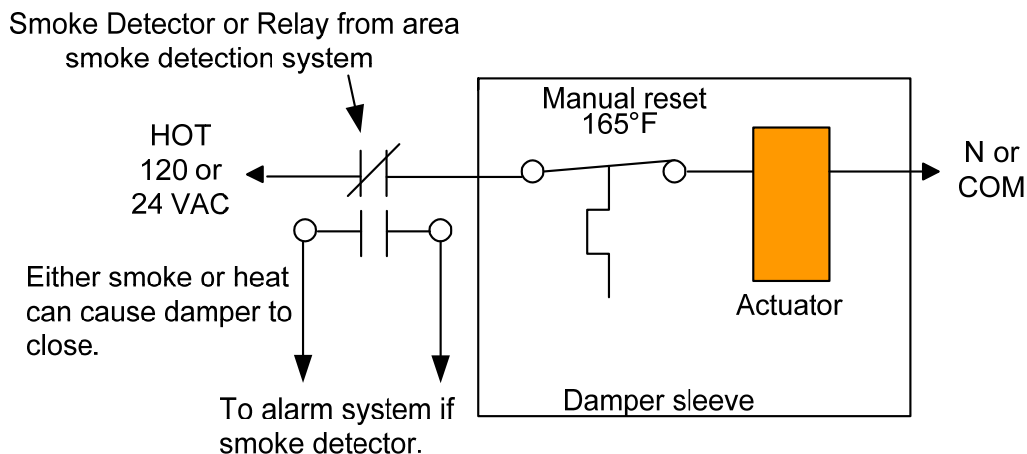 Smoke Detector or Relay from area
smoke detection system
Manual reset
165°F
HOT
120 or
24 VAC
N or
COM
Either smoke or heat
can cause damper to
close.
Actuator
To alarm system if
smoke detector.
Damper sleeve